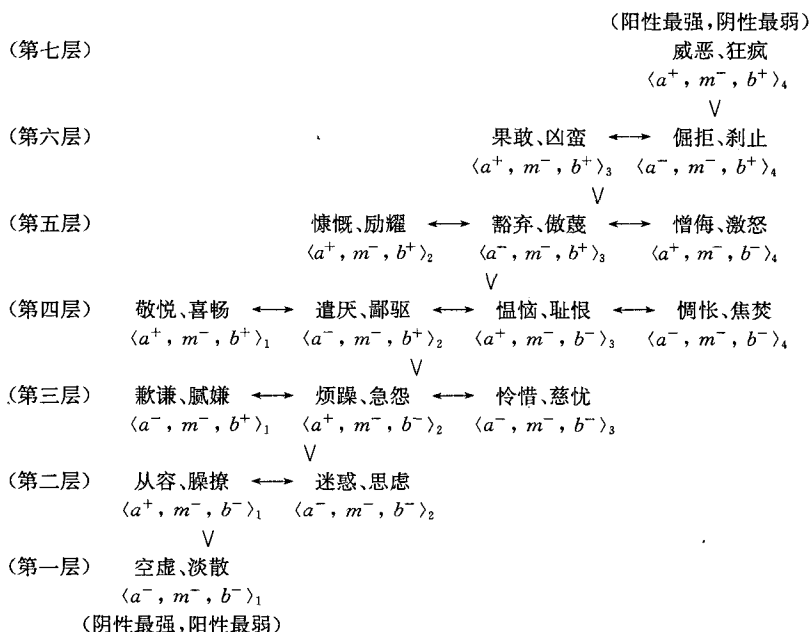 (阳性最强,阴性最弱)
(第七层) 威恶、狂疯
⟨a⁺, m⁻, b⁺⟩₄
∨
(第六层) 果敢、凶蛮 ⟷ 倔拒、刹止
⟨a⁺, m⁻, b⁺⟩₃ ⟨a⁻, m⁻, b⁺⟩₄
∨
(第五层) 慷慨、励耀 ⟷ 豁弃、傲蔑 ⟷ 憎侮、激怒
⟨a⁺, m⁻, b⁺⟩₂ ⟨a⁻, m⁻, b⁺⟩₃ ⟨a⁺, m⁻, b⁻⟩₄
∨
(第四层) 敬悦、喜畅 ⟷ 遣厌、鄙驱 ⟷ 愠恼、耻恨 ⟷ 惆怅、焦焚
⟨a⁺, m⁻, b⁺⟩₁ ⟨a⁻, m⁻, b⁺⟩₂ ⟨a⁺, m⁻, b⁻⟩₃ ⟨a⁻, m⁻, b⁻⟩₄
∨
(第三层) 歉谦、腻嫌 ⟷ 烦躁、急怨 ⟷ 怜惜、慈忧
⟨a⁻, m⁻, b⁺⟩₁ ⟨a⁺, m⁻, b⁻⟩₂ ⟨a⁻, m⁻, b⁻⟩₃
∨
(第二层) 从容、臊撩 ⟷ 迷惑、思虑
⟨a⁺, m⁻, b⁻⟩₁ ⟨a⁻, m⁻, b⁻⟩₂
∨
(第一层) 空虚、淡散
⟨a⁻, m⁻, b⁻⟩₁
(阴性最强,阳性最弱)